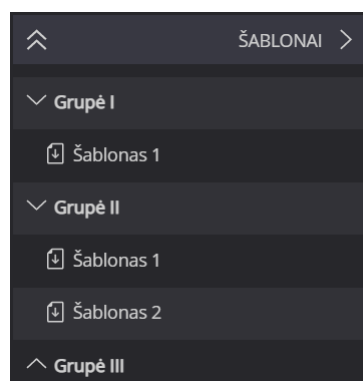 ŠABLONAI
Grupė I
Šablonas 1
Grupė II
Šablonas 1
Šablonas 2
Grupė III